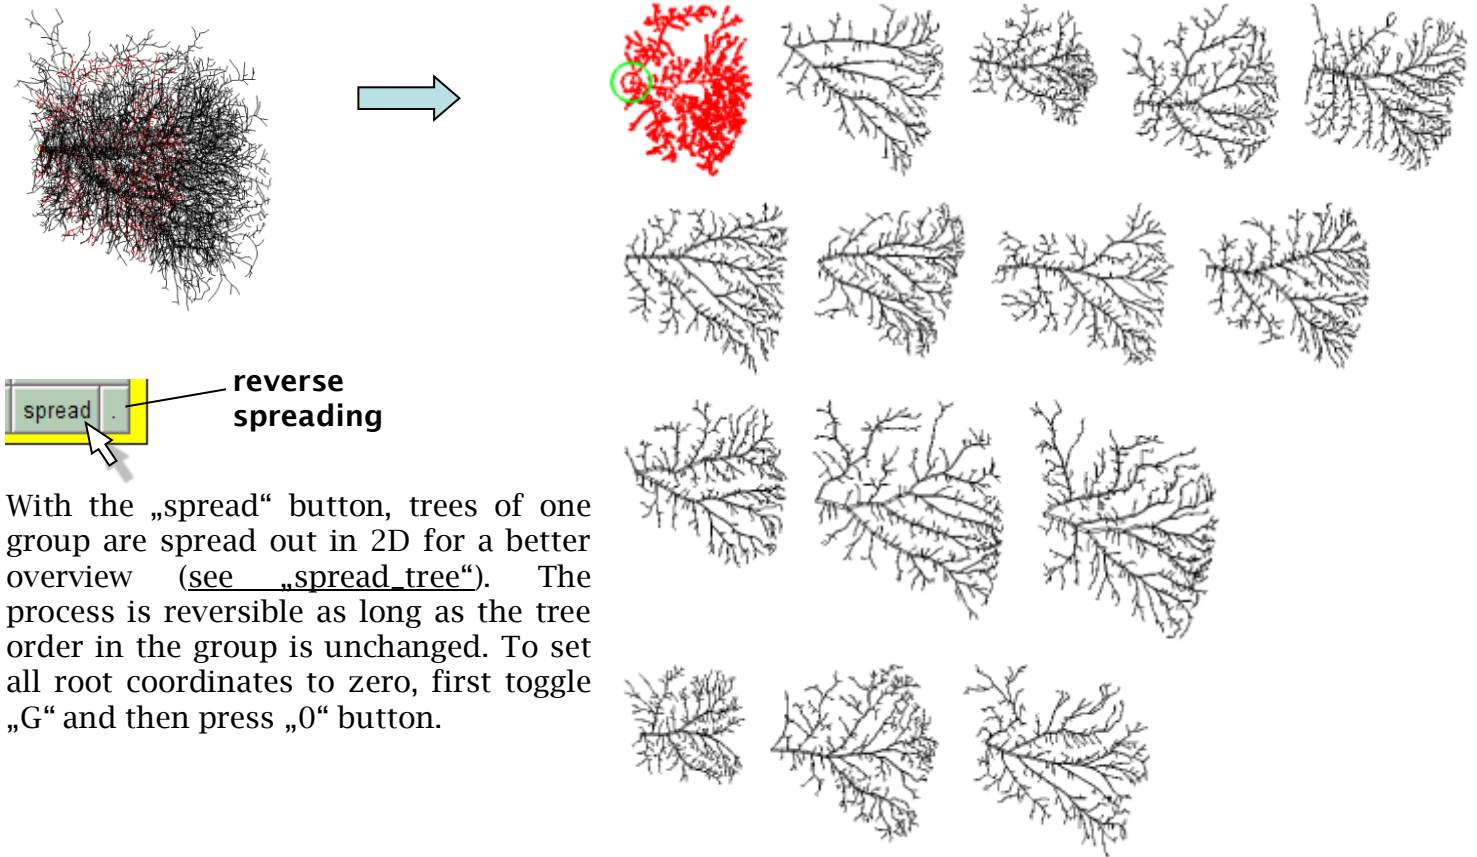 reverse
spreading
spread .
With the „spread“ button, trees of one
group are spread out in 2D for a better
overview (see „spread_tree“). The
process is reversible as long as the tree
order in the group is unchanged. To set
all root coordinates to zero, first toggle
„G“ and then press „0“ button.